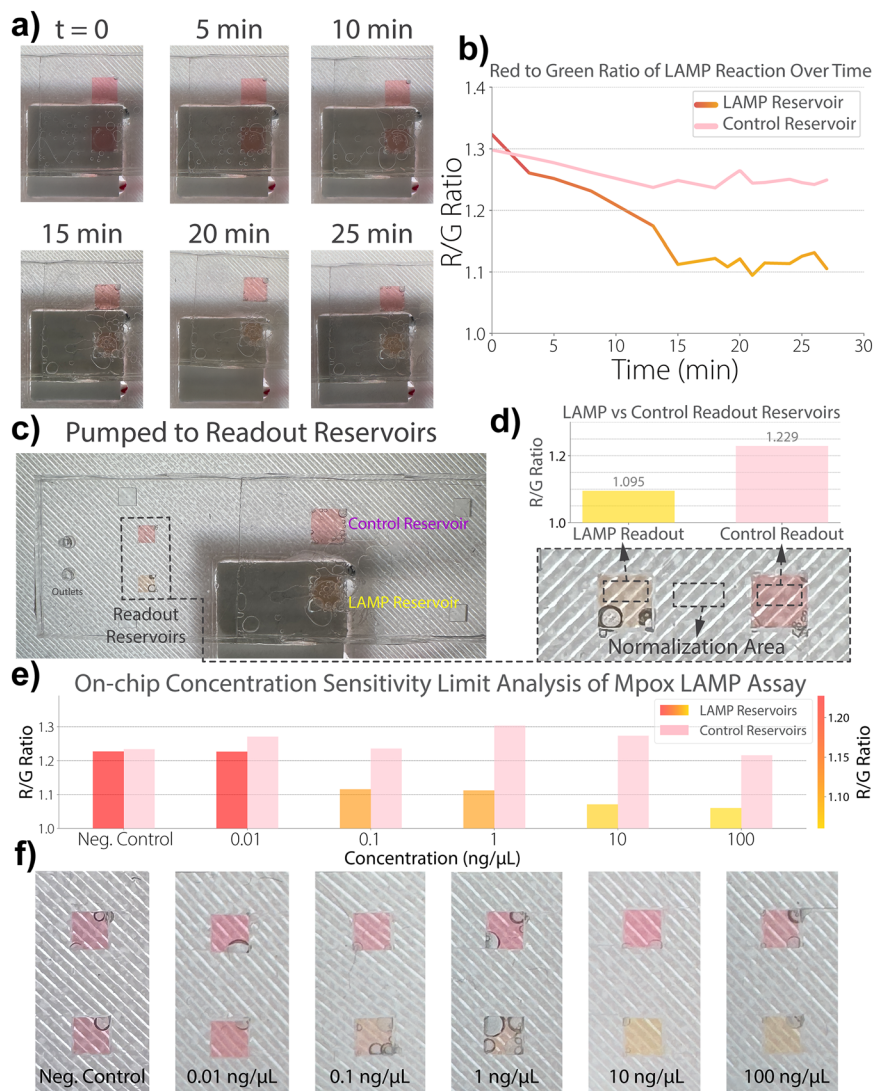 a)
t = 0
5 min
10 min
15 min
20 min
25 min
b)
Red to Green Ratio of LAMP Reaction Over Time
LAMP Reservoir
Control Reservoir
R/G Ratio
1.4
1.3
1.2
1.1
1.0
0
5
10
15
20
25
30
Time (min)
c)
Pumped to Readout Reservoirs
Control Reservoir
LAMP Reservoir
Outlets
Readout
Reservoirs
d)
LAMP vs Control Readout Reservoirs
R/G Ratio
1.2
1.0
1.095
1.229
LAMP Readout
Control Readout
Normalization Area
e)
On-chip Concentration Sensitivity Limit Analysis of Mpox LAMP Assay
R/G Ratio
1.3
1.2
1.1
1.0
LAMP Reservoirs
Control Reservoirs
1.20
1.15
1.10
R/G Ratio
Neg. Control
0.01
0.1
1
10
100
Concentration (ng/μL)
f)
Neg. Control
0.01 ng/μL
0.1 ng/μL
1 ng/μL
10 ng/μL
100 ng/μL